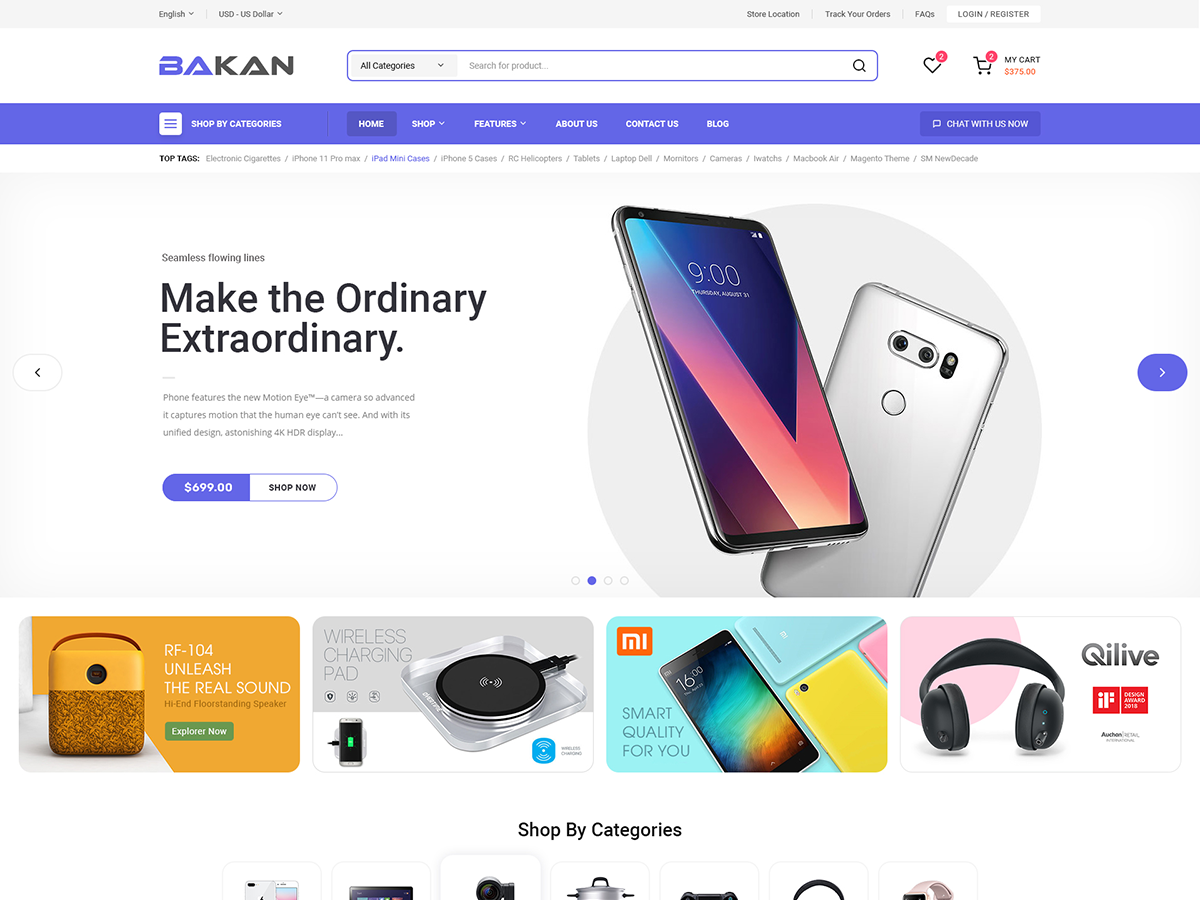 English
USD - US Dollar
Store Location
Track Your Orders
FAQs
LOGIN / REGISTER
BAKAN
All Categories
Search for product...
2
2
MY CART
$375.00
SHOP BY CATEGORIES
HOME
SHOP
FEATURES
ABOUT US
CONTACT US
BLOG
CHAT WITH US NOW
TOP TAGS: Electronic Cigarettes / iPhone 11 Pro max / iPad Mini Cases / iPhone 5 Cases / RC Helicopters / Tablets / Laptop Dell / Mornitors / Cameras / Iwatchs / Macbook Air / Magento Theme / SM NewDecade
Seamless flowing lines
Make the Ordinary
Extraordinary.
Phone features the new Motion Eye™—a camera so advanced
it captures motion that the human eye can't see. And with its
unified design, astonishing 4K HDR display...
$699.00
SHOP NOW
9:00
THURSDAY, AUGUST 31
RF-104
UNLEASH
THE REAL SOUND
Hi-End Floorstanding Speaker
Explorer Now
WIRELESS
CHARGING
PAD
WIRELESS
CHARGING
mi
SMART
QUALITY
FOR YOU
16:00
Qilive
iF
DESIGN
AWARD
2018
Auchan RETAIL
INTERNATIONAL
Shop By Categories